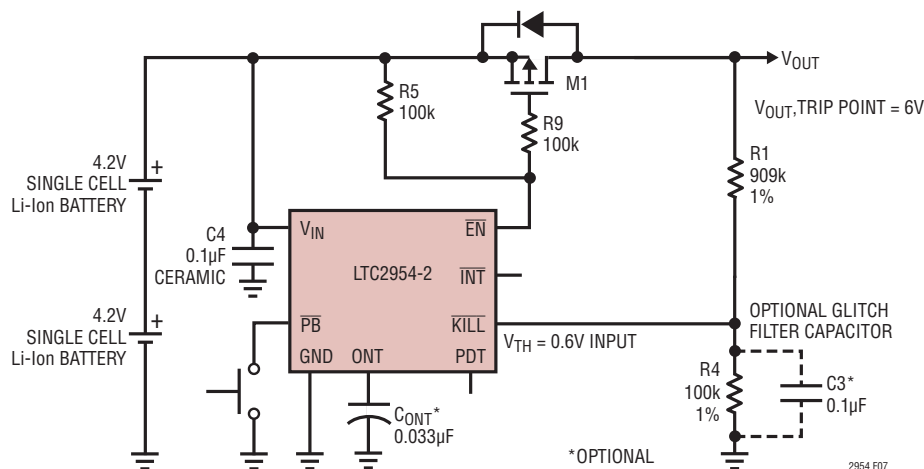 VOUT
M1
VOUT,TRIP POINT = 6V
R5
100k
R9
100k
R1
909k
1%
4.2V
SINGLE CELL
Li-Ion BATTERY
+
C4
0.1µF
CERAMIC
VIN
EN
LTC2954-2
INT
OPTIONAL GLITCH
FILTER CAPACITOR
4.2V
SINGLE CELL
Li-Ion BATTERY
+
PB
KILL
VTH = 0.6V INPUT
GND
ONT
PDT
R4
100k
1%
C3*
0.1µF
CONT*
0.033µF
*OPTIONAL
2954 F07